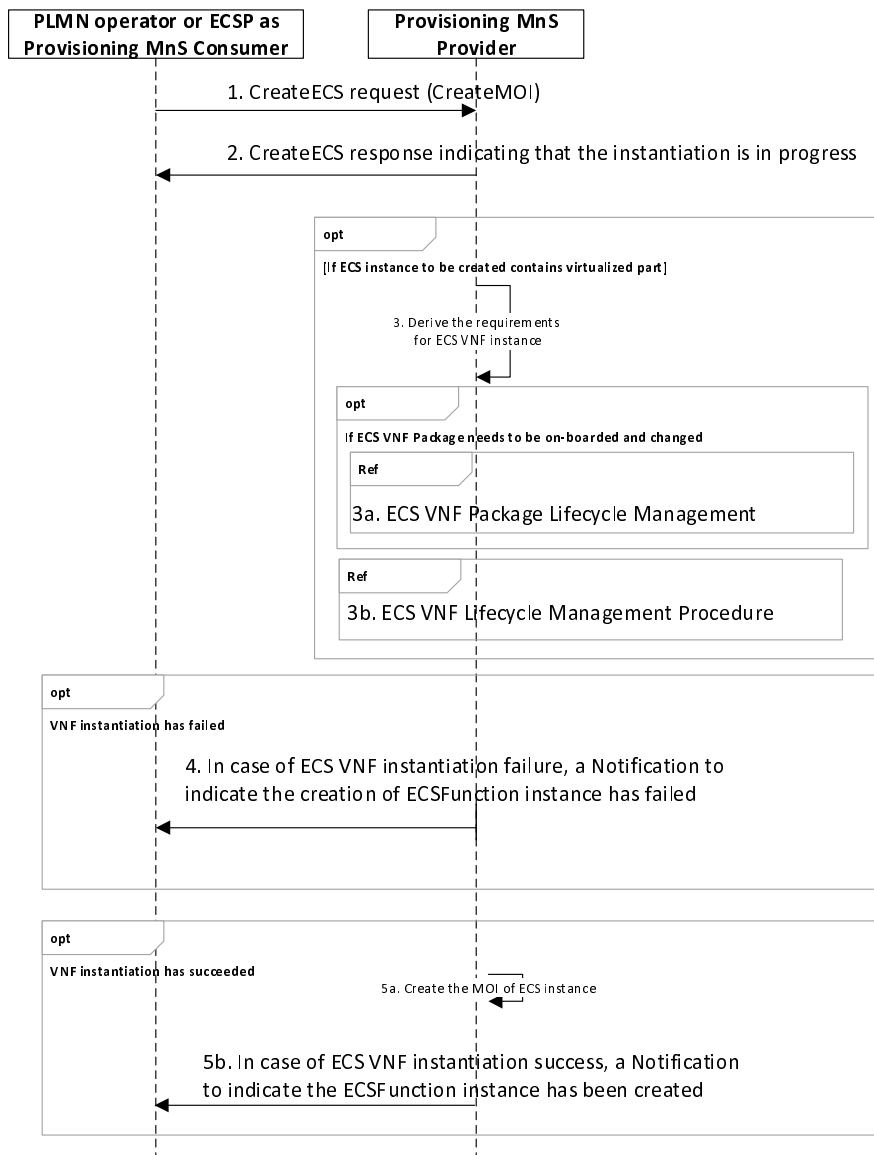 PLMN operator or ECSP as
Provisioning MnS Consumer
Provisioning MnS
Provider
1. CreateECS request (CreateMOI)
2. CreateECS response indicating that the instantiation is in progress
opt
[If ECS instance to be created contains virtualized part]
3. Derive the requirements
for ECS VNF instance
opt
If ECS VNF Package needs to be on-boarded and changed
Ref
3a. ECS VNF Package Lifecycle Management
Ref
3b. ECS VNF Lifecycle Management Procedure
opt
VNF instantiation has failed
4. In case of ECS VNF instantiation failure, a Notification to
indicate the creation of ECSFunction instance has failed
opt
VNF instantiation has succeeded
5a. Create the MOI of ECS instance
5b. In case of ECS VNF instantiation success, a Notification
to indicate the ECSFunction instance has been created